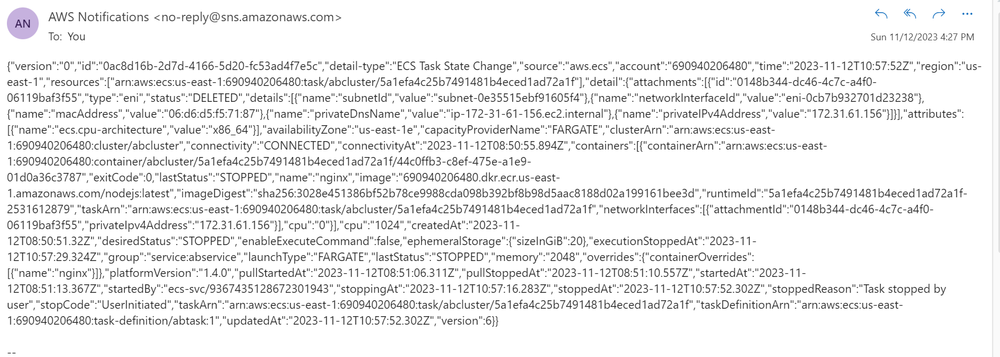 AN
AWS Notifications <no-reply@sns.amazonaws.com>
To: You
Sun 11/12/2023 4:27 PM
{"version":"0","id":"0ac8d16b-2d7d-4166-5d20-fc53ad4f7e5c","detail-type":"ECS Task State Change","source":"aws.ecs","account":"690940206480","time":"2023-11-12T10:57:52Z","region":"us-
east-1","resources":["arn:aws:ecs:us-east-1:690940206480:task/abcluster/5a1efa4c25b7491481b4eced1ad72a1f"],"detail":{"attachments":[{"id":"0148b344-dc46-4c7c-a4f0-
06119baf3f55","type":"eni","status":"DELETED","details":[{"name":"subnetId","value":"subnet-0e35515ebf91605f4"},{"name":"networkInterfaceId","value":"eni-0cb7b932701d23238"},
{"name":"macAddress","value":"06:d6:d5:f5:71:87"},{"name":"privateDnsName","value":"ip-172-31-61-156.ec2.internal"},{"name":"privateIPv4Address","value":"172.31.61.156"}]}],"attributes":
[{"name":"ecs.cpu-architecture","value":"x86_64"}],"availabilityZone":"us-east-1e","capacityProviderName":"FARGATE","clusterArn":"arn:aws:ecs:us-east-
1:690940206480:cluster/abcluster","connectivity":"CONNECTED","connectivityAt":"2023-11-12T08:50:55.894Z","containers":[{"containerArn":"arn:aws:ecs:us-east-
1:690940206480:container/abcluster/5a1efa4c25b7491481b4eced1ad72a1f/44c0ffb3-c8ef-475e-a1e9-
01d0a36c3787","exitCode":0,"lastStatus":"STOPPED","name":"nginx","image":"690940206480.dkr.ecr.us-east-
1.amazonaws.com/nodejs:latest","imageDigest":"sha256:3028e451386bf52b78ce9988cda098b392bf8b98d5aac8188d02a199161bee3d","runtimeId":"5a1efa4c25b7491481b4eced1ad72a1f-
2531612879","taskArn":"arn:aws:ecs:us-east-1:690940206480:task/abcluster/5a1efa4c25b7491481b4eced1ad72a1f","networkInterfaces":[{"attachmentId":"0148b344-dc46-4c7c-a4f0-
06119baf3f55","privateIpv4Address":"172.31.61.156"}],"cpu":"0"}],"cpu":"1024","createdAt":"2023-11-
12T08:50:51.32Z","desiredStatus":"STOPPED","enableExecuteCommand":false,"ephemeralStorage":{"sizeInGiB":20},"executionStoppedAt":"2023-11-
12T10:57:29.324Z","group":"service:abservice","launchType":"FARGATE","lastStatus":"STOPPED","memory":"2048","overrides":{"containerOverrides":
[{"name":"nginx"}]},"platformVersion":"1.4.0","pullStartedAt":"2023-11-12T08:51:06.311Z","pullStoppedAt":"2023-11-12T08:51:10.557Z","startedAt":"2023-11-
12T08:51:13.367Z","startedBy":"ecs-svc/9367435128672301943","stoppingAt":"2023-11-12T10:57:16.283Z","stoppedAt":"2023-11-12T10:57:52.302Z","stoppedReason":"Task stopped by
user","stopCode":"UserInitiated","taskArn":"arn:aws:ecs:us-east-1:690940206480:task/abcluster/5a1efa4c25b7491481b4eced1ad72a1f","taskDefinitionArn":"arn:aws:ecs:us-east-
1:690940206480:task-definition/abtask:1","updatedAt":"2023-11-12T10:57:52.302Z","version":6}}
--